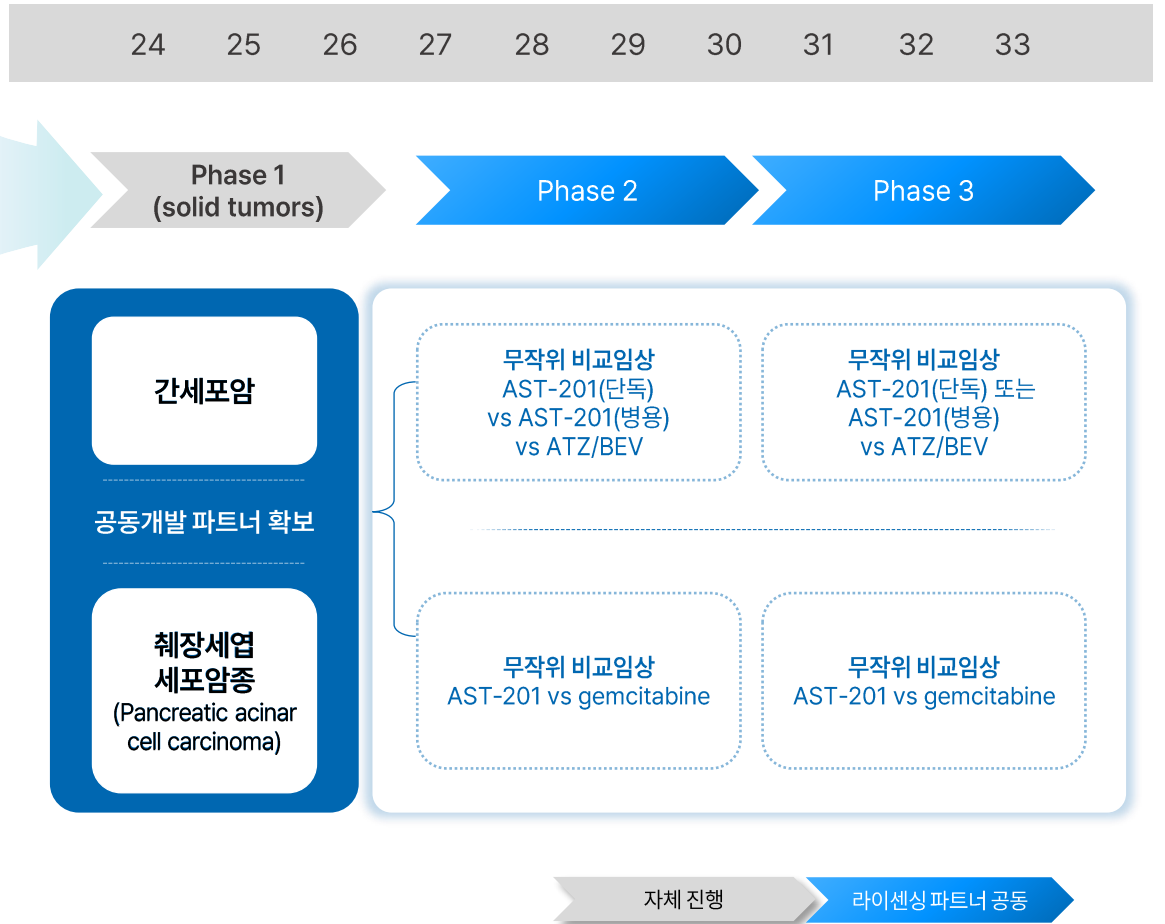 24 25 26 27 28 29 30 31 32 33
Phase 1
(solid tumors)
Phase 2
Phase 3
간세포암
공동개발 파트너 확보
췌장세엽
세포암종
(Pancreatic acinar
cell carcinoma)
무작위 비교임상
AST-201(단독)
vs AST-201(병용)
vs ATZ/BEV
무작위 비교임상
AST-201(단독) 또는
AST-201(병용)
vs ATZ/BEV
무작위 비교임상
AST-201 vs gemcitabine
무작위 비교임상
AST-201 vs gemcitabine
자체 진행
라이센싱 파트너 공동